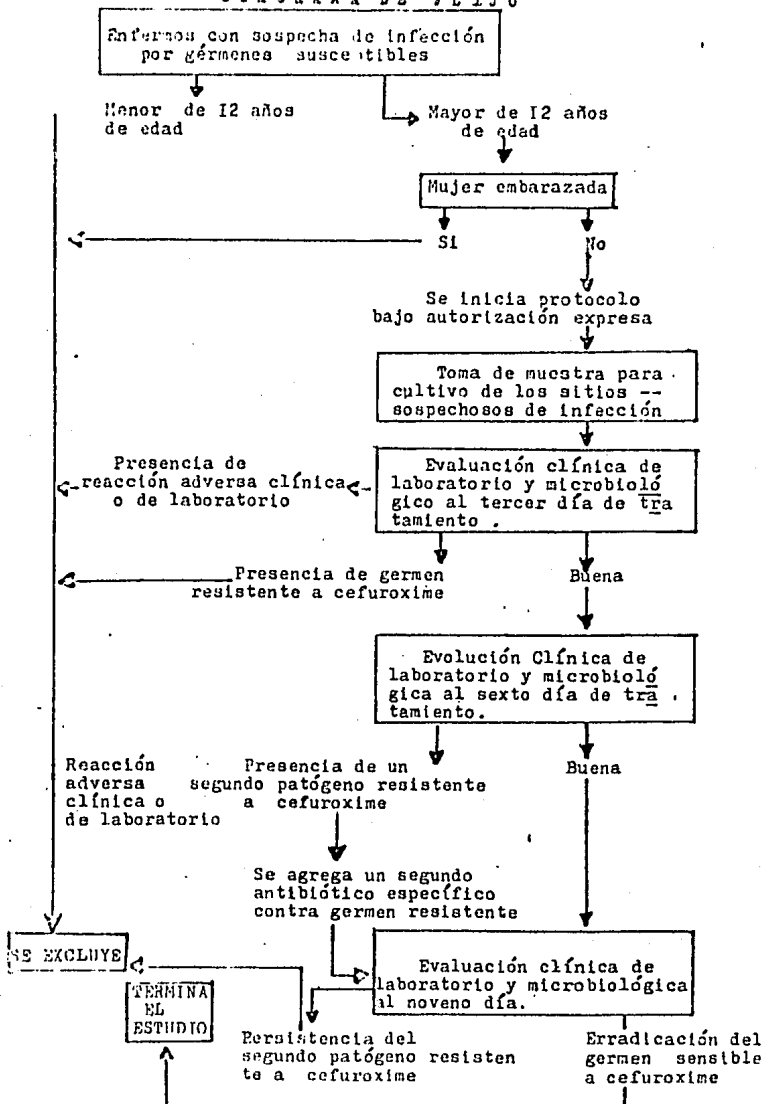 DE FLUJO
Enfermos con sospecha de infección
por gérmenes
Menor de I2 años
de edad
Mayor de I2 años
de edad
Mujer embarazada
Si
No
Se inicia protocolo
bajo autorización expresa
Toma de muestra para
cultivo de los sitios --
sospechosos de infección
Presencia de
reacción adversa clínica
o de laboratorio
Evaluación clínica de
laboratorio y microbioló
gico al tercer día de tra
tamiento .
Presencia de germen
resistente a cefuroxime
Buena
Evolución Clínica de
laboratorio y microbioló
gica al sexto día de tra
tamiento.
Reacción
adversa
clínica o
de laboratorio
Presencia de un
segundo patógeno resistente
a cefuroxime
Buena
Se agrega un segundo
antibiótico específico
contra germen resistente
SE EXCLUYE
Evaluación clínica de
laboratorio y microbiológica
al noveno día.
TERMINA
EL
ESTUDIO
Persistencia del
segundo patógeno resisten
te a cefuroxime
Erradicación del
germen sensible
a cefuroxime